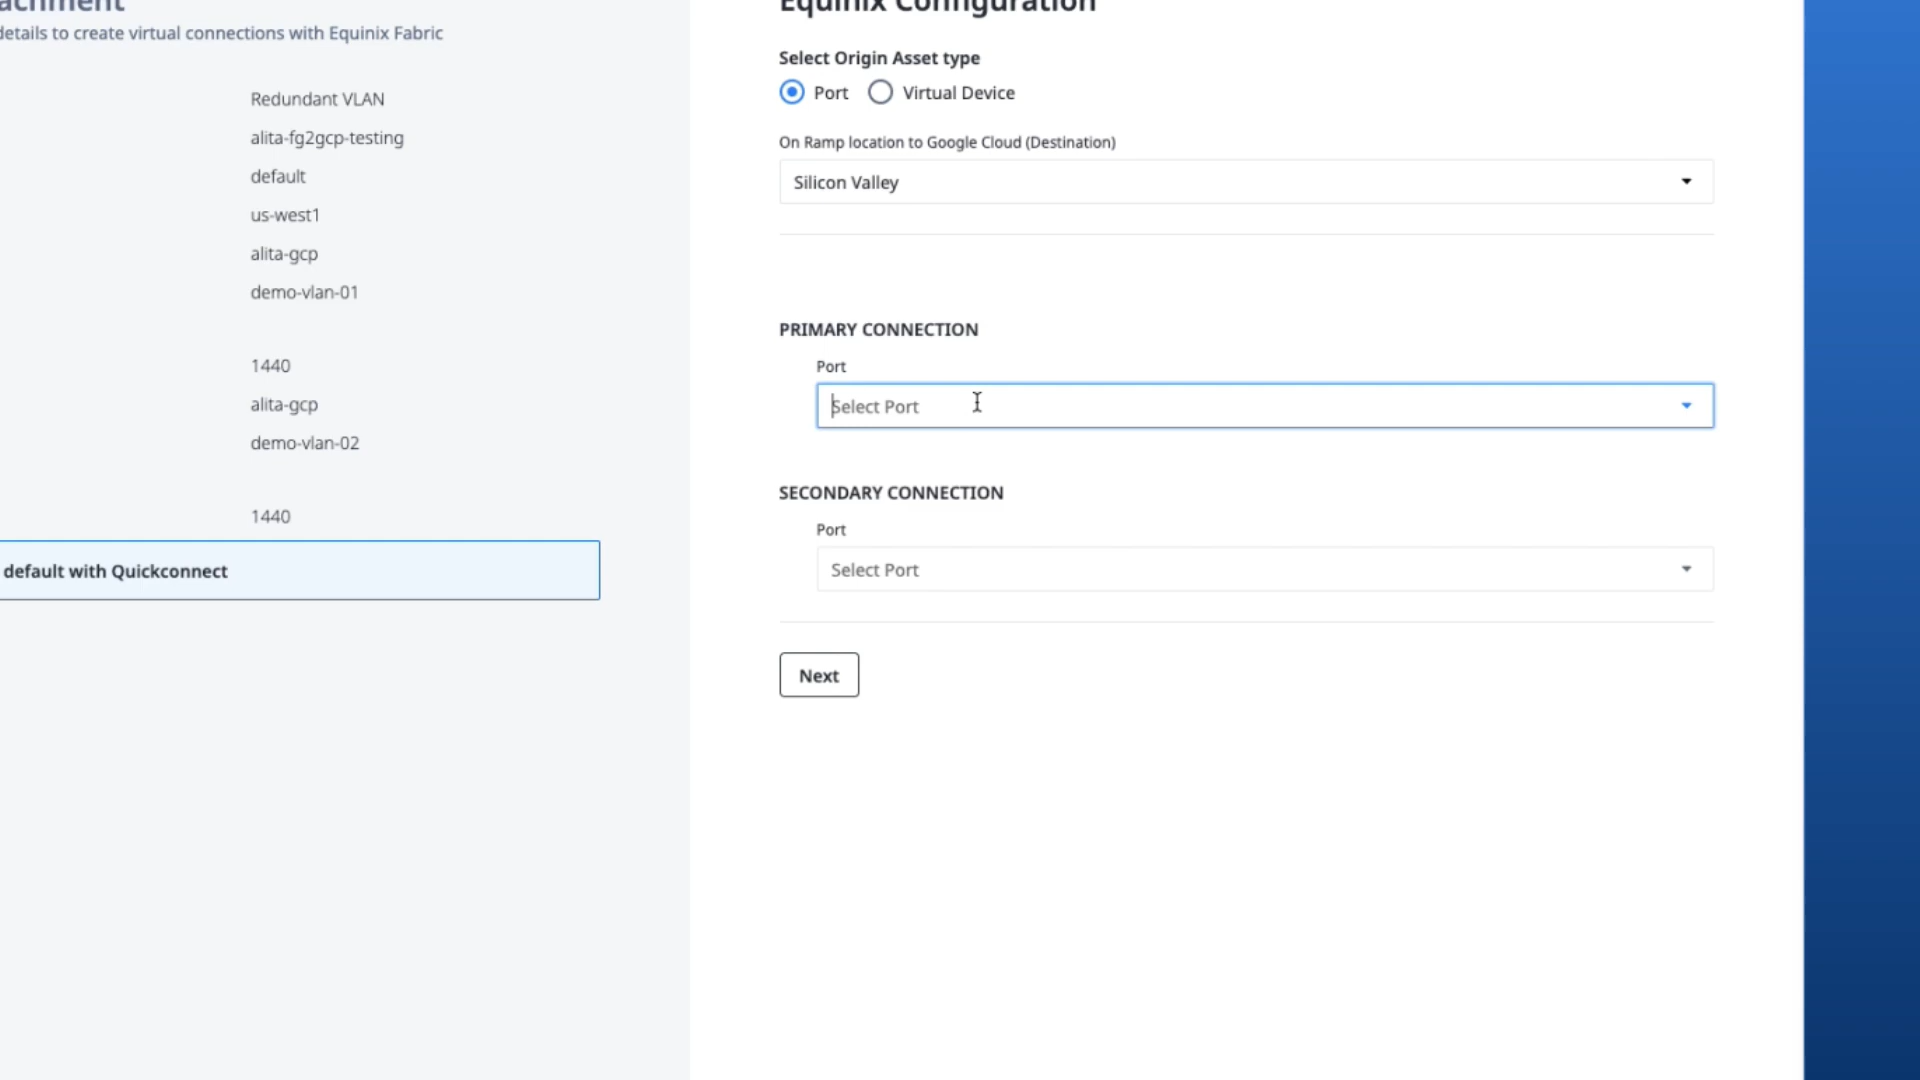 details to create virtual connections with Equinix Fabric
Redundant VLAN
alita-fg2gcp-testing
default
us-west1
alita-gcp
demo-vlan-01
1440
alita-gcp
demo-vlan-02
1440
default with Quickconnect
Equinix Configuration
Select Origin Asset type
Port
Virtual Device
On Ramp location to Google Cloud (Destination)
Silicon Valley
PRIMARY CONNECTION
Port
Select Port
SECONDARY CONNECTION
Port
Select Port
Next